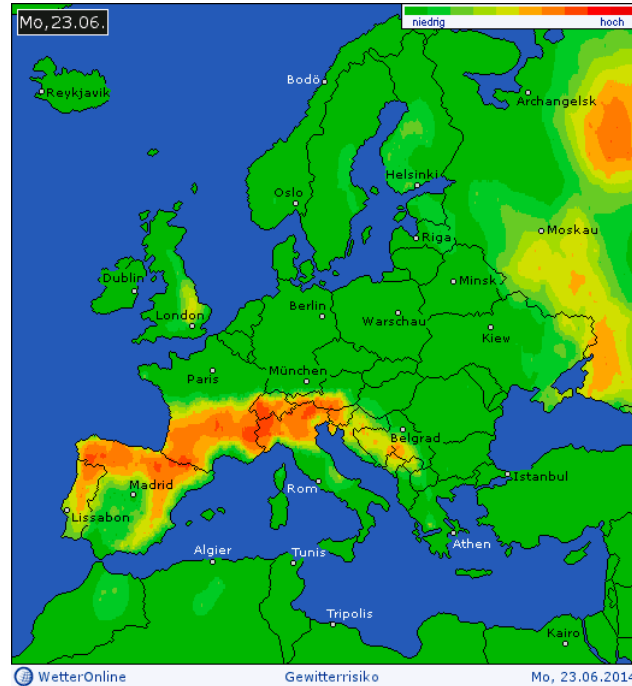 Mo,23.06.
niedrig hoch
Reykjavik
Bodö
Archangelsk
Helsinki
Oslo
Moskau
Riga
Dublin
Minsk
Berlin
London
Warschau
Kiew
München
Paris
Belgrad
Istanbul
Madrid
Rom
Lissabon
Athen
Algier
Tunis
Tripolis
Kairo
WetterOnline Gewitterrisiko Mo, 23.06.2014